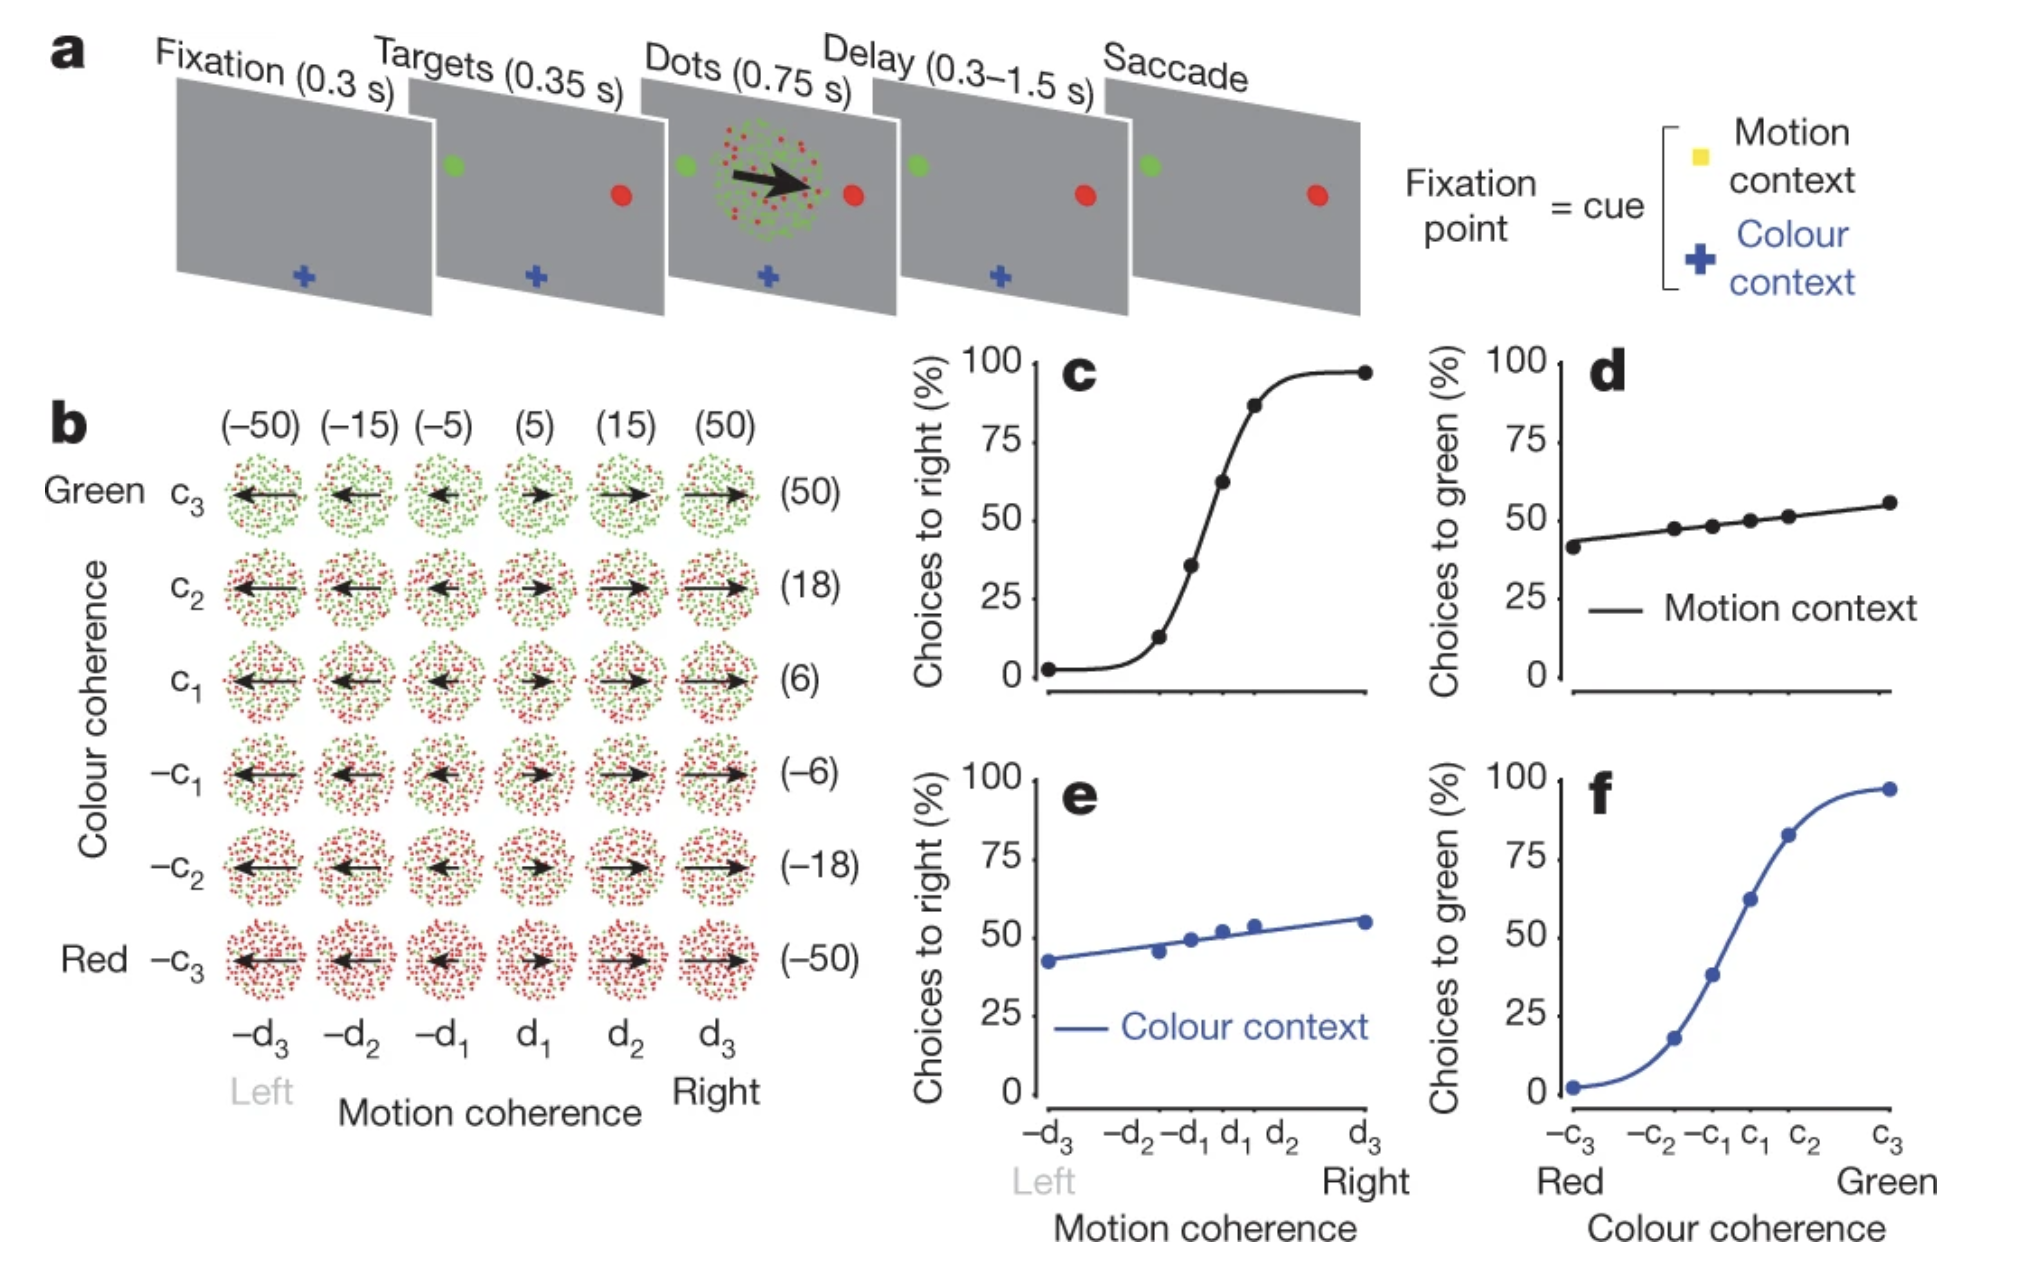 a
Fixation (0.3 s)
Targets (0.35 s)
Dots (0.75 s)
Delay (0.3–1.5 s)
Saccade
Fixation
point
= cue
Motion
context
Colour
context
b
(–50) (–15) (–5) (5) (15) (50)
Green c3 (50)
c2 (18)
c1 (6)
–c1 (–6)
–c2 (–18)
Red –c3 (–50)
Colour coherence
–d3 –d2 –d1 d1 d2 d3
Left Right
Motion coherence
c
Choices to right (%)
100
75
50
25
0
d
Choices to green (%)
100
75
50
25
0
Motion context
e
Choices to right (%)
100
75
50
25
0
Colour context
–d3 –d2 –d1 d1 d2 d3
Left Right
Motion coherence
f
Choices to green (%)
100
75
50
25
0
–c3 –c2 –c1 c1 c2 c3
Red Green
Colour coherence